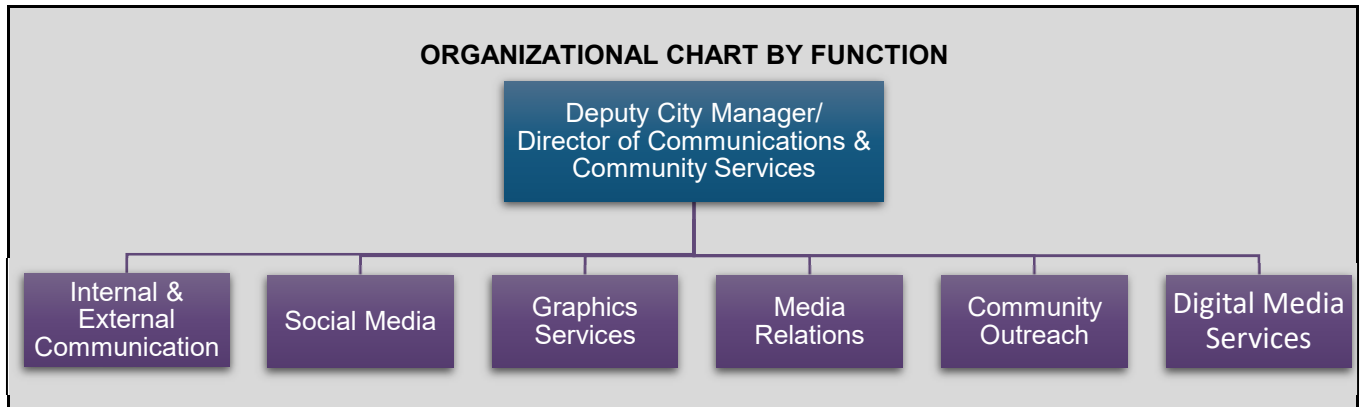 ORGANIZATIONAL CHART BY FUNCTION
Deputy City Manager/
Director of Communications &
Community Services
Internal &
External
Communication
Social Media
Graphics
Services
Media
Relations
Community
Outreach
Digital Media
Services